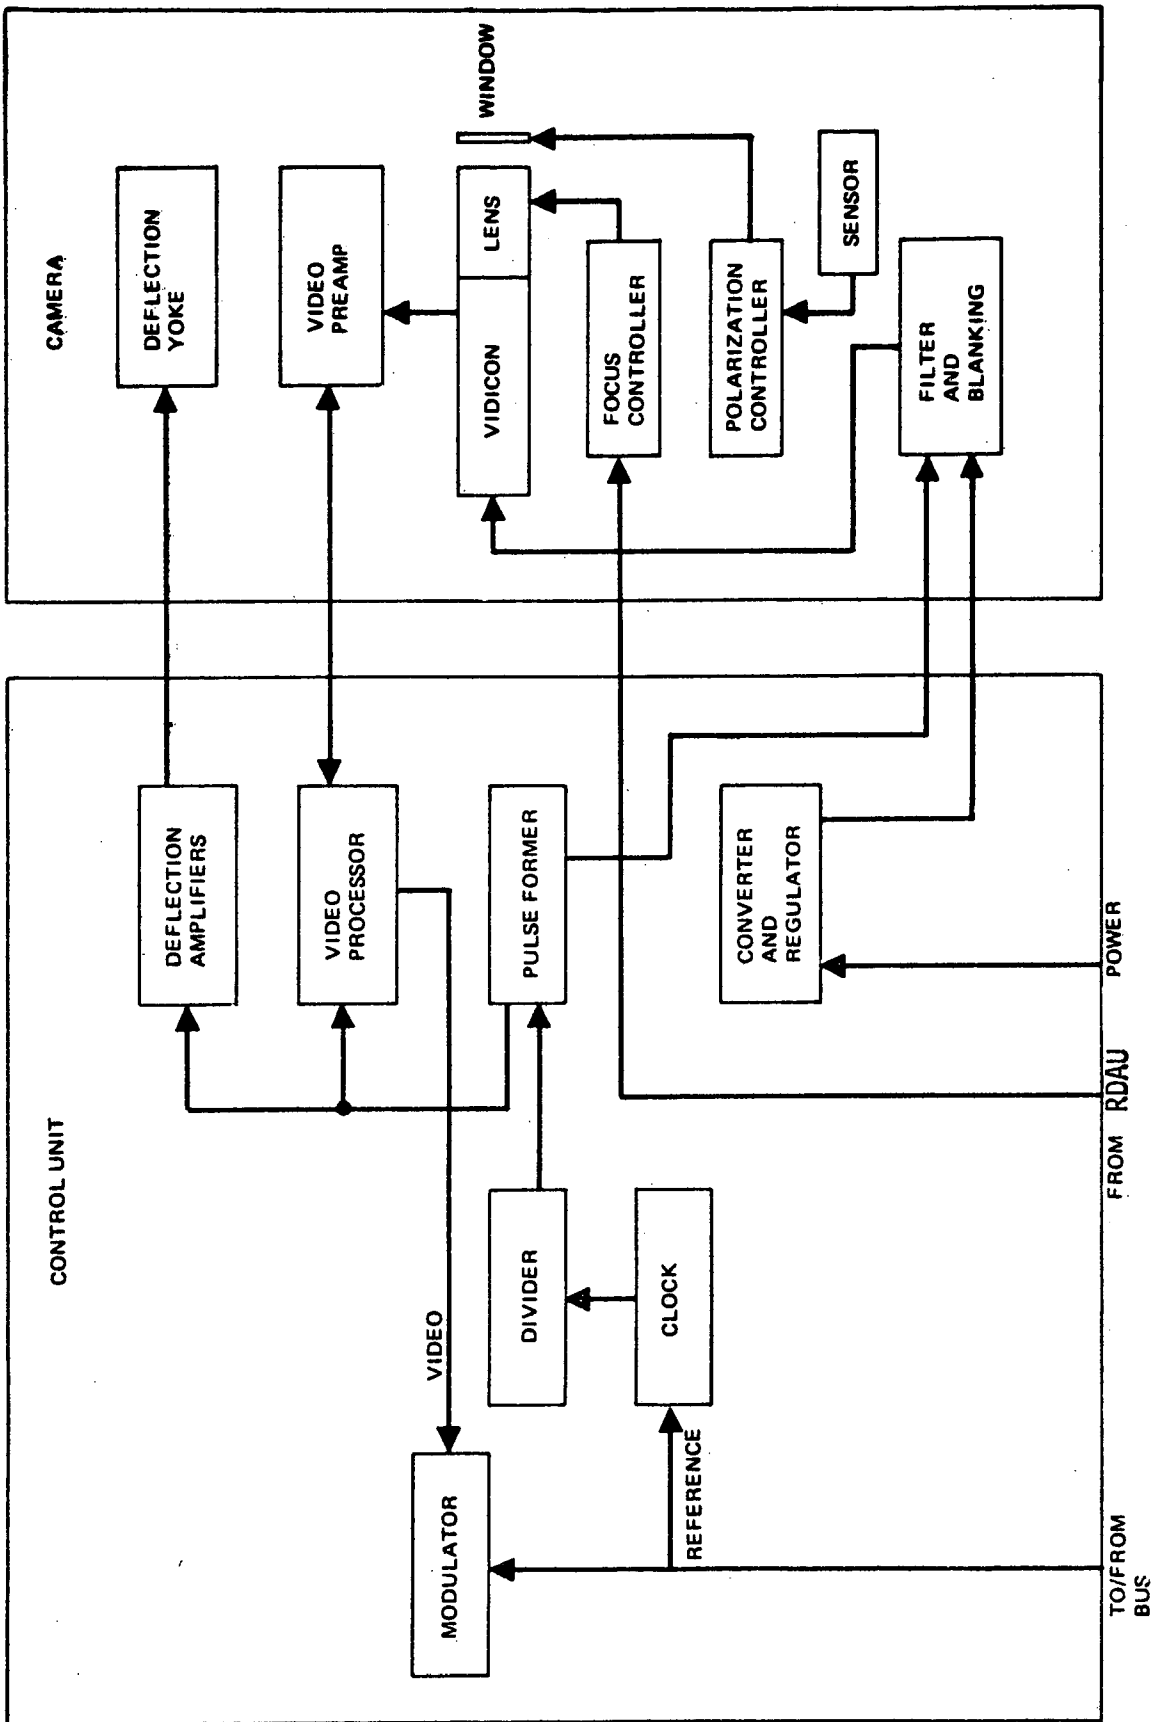 CONTROL UNIT
CAMERA
DEFLECTION
AMPLIFIERS
DEFLECTION
YOKE
VIDEO
PROCESSOR
VIDEO
PREAMP
VIDEO
MODULATOR
DIVIDER
PULSE FORMER
VIDICON
LENS
WINDOW
REFERENCE
CLOCK
FOCUS
CONTROLLER
CONVERTER
AND
REGULATOR
POLARIZATION
CONTROLLER
SENSOR
FILTER
AND
BLANKING
TO/FROM
BUS
FROM RDAU
POWER